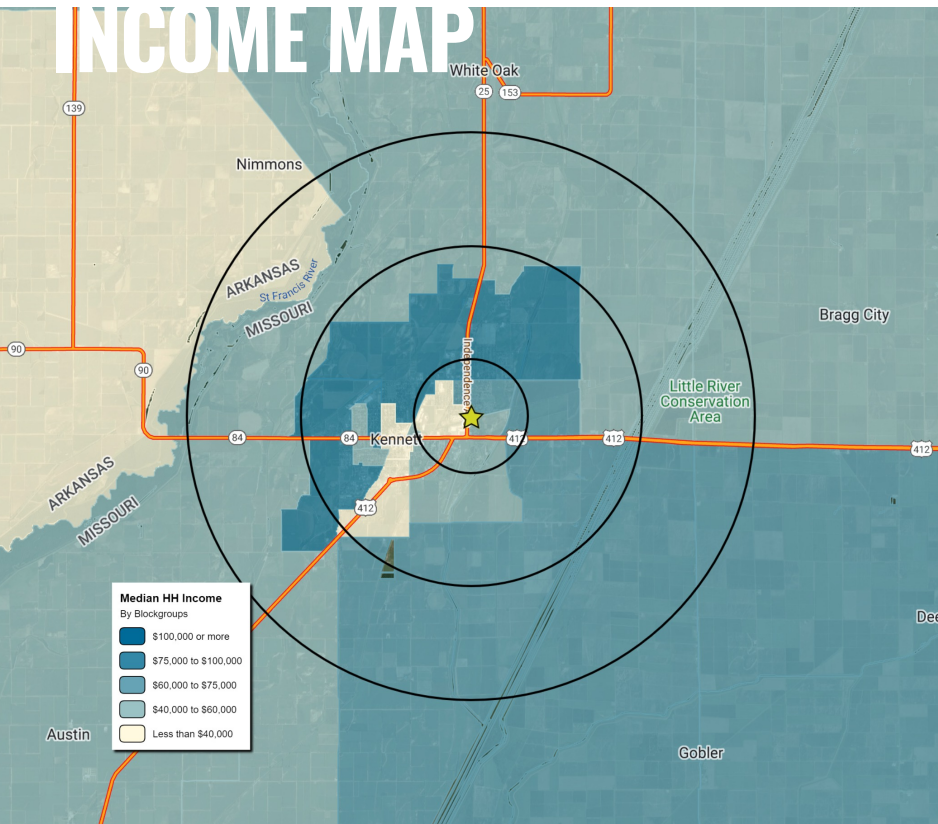 INCOME MAP
White Oak
25
153
139
Nimmons
ARKANSAS
St Francis River
MISSOURI
Bragg City
90
Independence
90
Little River
Conservation
Area
84
84
Kennett
412
412
412
ARKANSAS
MISSOURI
412
Median HH Income
By Blockgroups
$100,000 or more
$75,000 to $100,000
$60,000 to $75,000
$40,000 to $60,000
Less than $40,000
Dee
Austin
Gobler